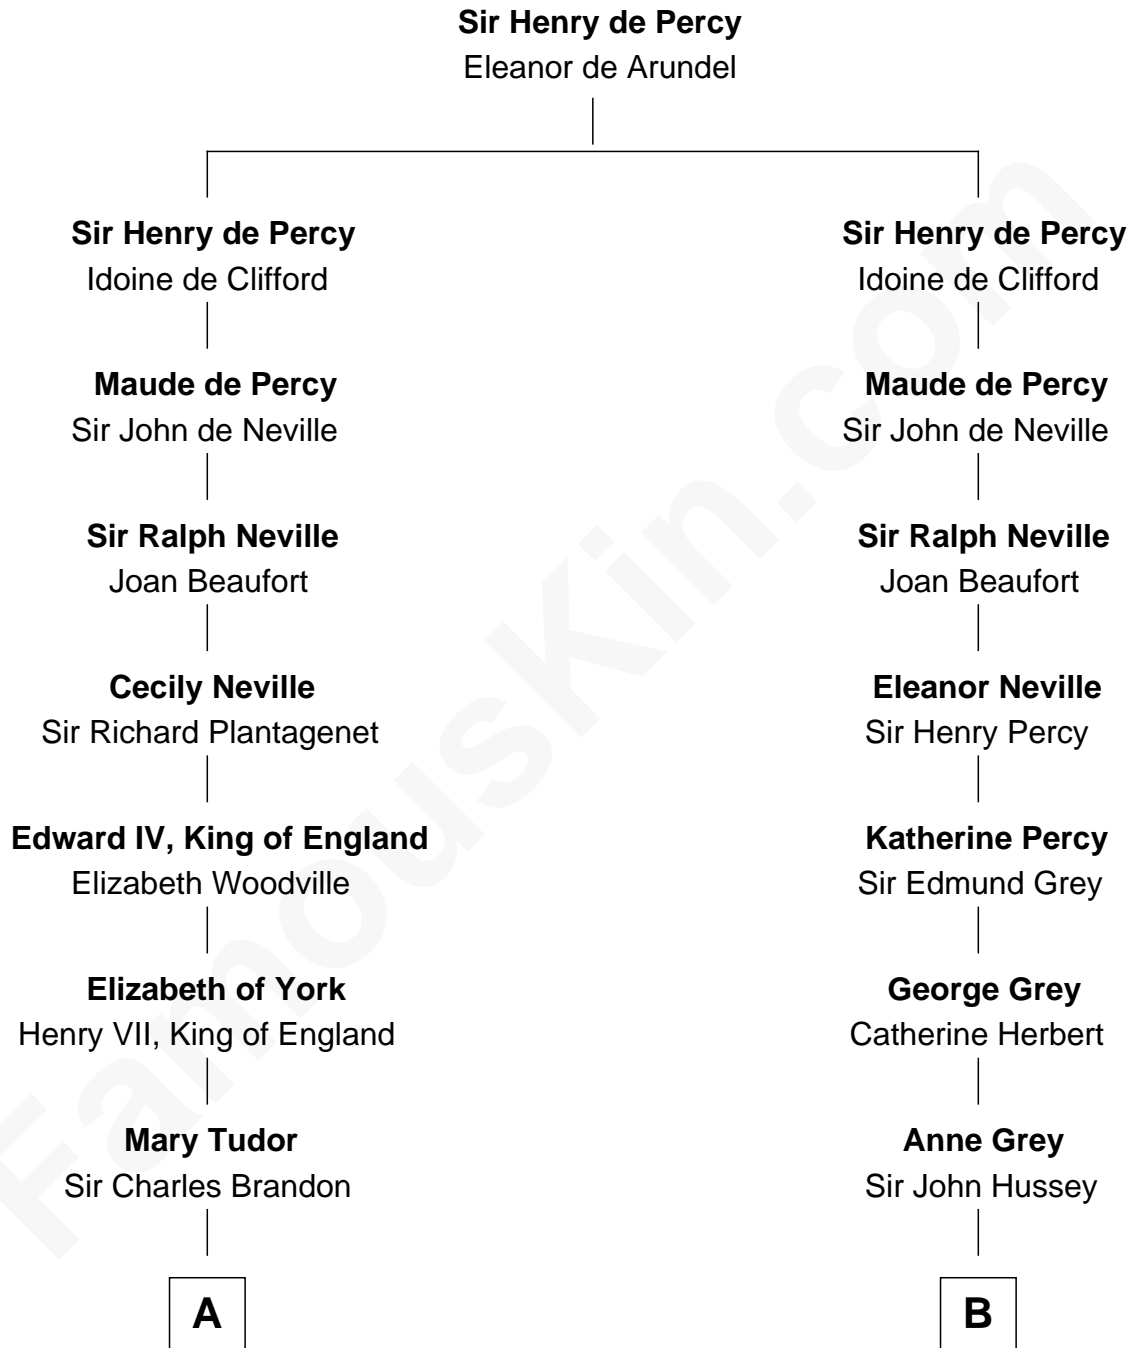 Sir Henry de Percy
Eleanor de Arundel
Sir Henry de Percy
Idoine de Clifford
Maude de Percy
Sir John de Neville
Sir Ralph Neville
Joan Beaufort
Cecily Neville
Sir Richard Plantagenet
Edward IV, King of England
Elizabeth Woodville
Elizabeth of York
Henry VII, King of England
Mary Tudor
Sir Charles Brandon
A
Sir Henry de Percy
Idoine de Clifford
Maude de Percy
Sir John de Neville
Sir Ralph Neville
Joan Beaufort
Eleanor Neville
Sir Henry Percy
Katherine Percy
Sir Edmund Grey
George Grey
Catherine Herbert
Anne Grey
Sir John Hussey
B
FamousKin.com